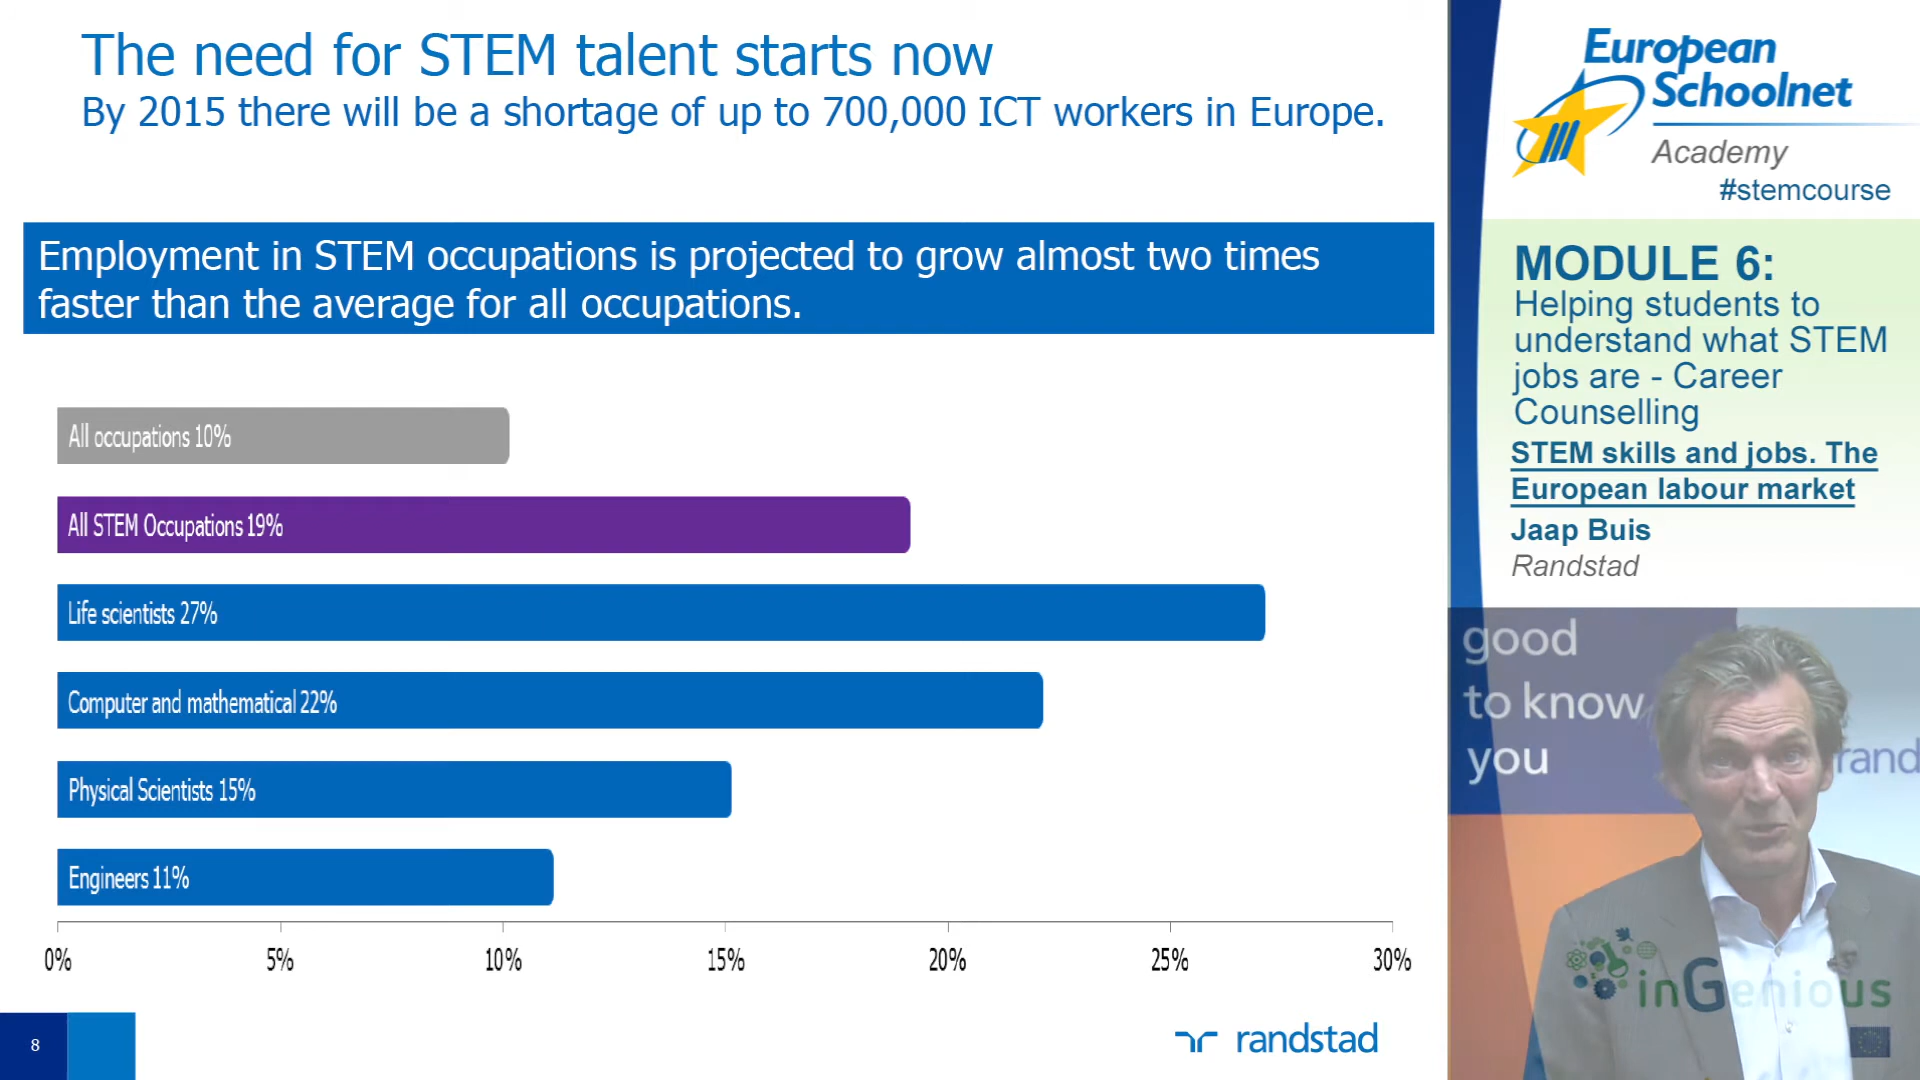 The need for STEM talent starts now
By 2015 there will be a shortage of up to 700,000 ICT workers in Europe.
Employment in STEM occupations is projected to grow almost two times
faster than the average for all occupations.
All occupations 10%
All STEM Occupations 19%
Life scientists 27%
Computer and mathematical 22%
Physical Scientists 15%
Engineers 11%
0% 5% 10% 15% 20% 25% 30%
8
randstad
European
Schoolnet
Academy
#stemcourse
MODULE 6:
Helping students to
understand what STEM
jobs are - Career
Counselling
STEM skills and jobs. The
European labour market
Jaap Buis
Randstad
good
to know
you
rand
inGenious